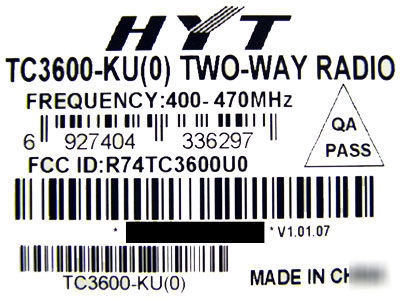 HYT
TC3600-KU(0) TWO-WAY RADIO
FREQUENCY:400-470MHz
6 927404 336297
QA
PASS
FCC ID:R74TC3600U0
* * V1.01.07
TC3600-KU(0)
MADE IN